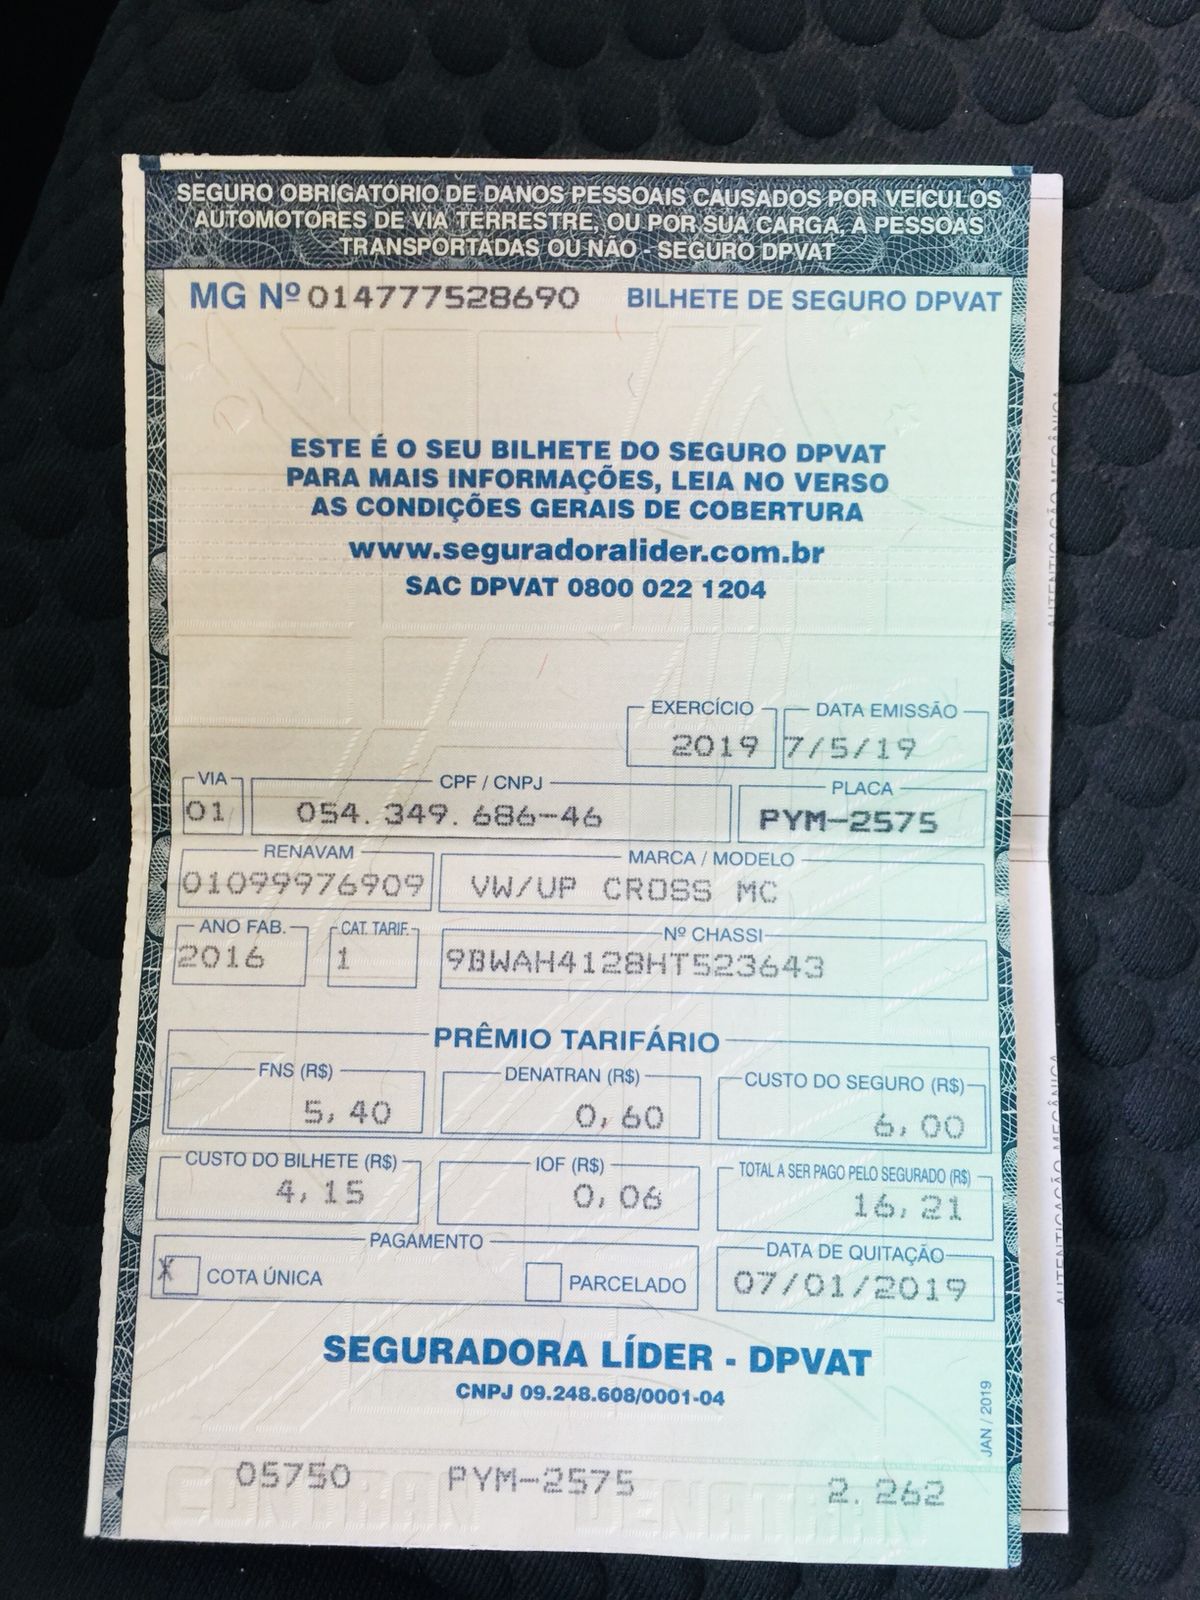 SEGURO OBRIGATÓRIO DE DANOS PESSOAIS CAUSADOS POR VEÍCULOS
AUTOMOTORES DE VIA TERRESTRE, OU POR SUA CARGA, A PESSOAS
TRANSPORTADAS OU NÃO - SEGURO DPVAT
MG Nº 014777528690 BILHETE DE SEGURO DPVAT
ESTE É O SEU BILHETE DO SEGURO DPVAT
PARA MAIS INFORMAÇÕES, LEIA NO VERSO
AS CONDIÇÕES GERAIS DE COBERTURA
www.seguradoralider.com.br
SAC DPVAT 0800 022 1204
EXERCÍCIO DATA EMISSÃO
2019 7/5/19
VIA CPF / CNPJ PLACA
01 054.349.686-46 PYM-2575
RENAVAM MARCA / MODELO
01099976909 VW/UP CROSS MC
ANO FAB. CAT. TARIF. Nº CHASSI
2016 1 9BWAH4128HT523643
PRÊMIO TARIFÁRIO
FNS (R$) DENATRAN (R$) CUSTO DO SEGURO (R$)
5,40 0,60 6,00
CUSTO DO BILHETE (R$) IOF (R$) TOTAL A SER PAGO PELO SEGURADO (R$)
4,15 0,06 16,21
PAGAMENTO DATA DE QUITAÇÃO
X COTA ÚNICA PARCELADO 07/01/2019
SEGURADORA LÍDER - DPVAT
CNPJ 09.248.608/0001-04
JAN / 2019
05750 PYM-2575 2.262
CONTRAN DENATRAN
AUTENTICAÇÃO MECÂNICA
AUTENTICAÇÃO MECÂNICA